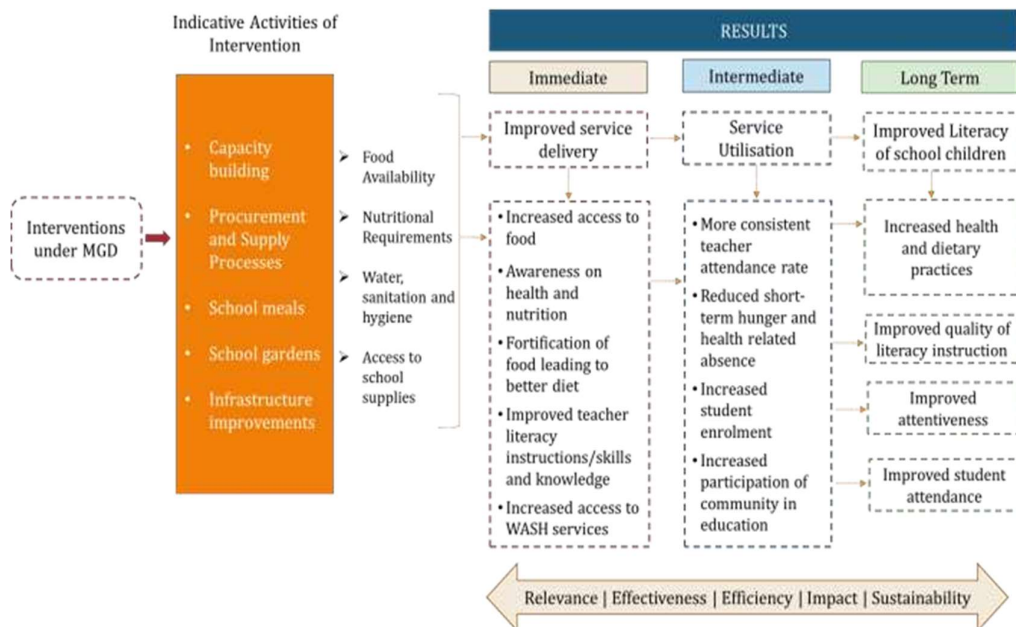 Indicative Activities of
Intervention
RESULTS
Immediate
Intermediate
Long Term
Interventions
under MGD
• Capacity
building
• Procurement
and Supply
Processes
• School meals
• School gardens
• Infrastructure
improvements
➢ Food
Availability
➢ Nutritional
Requirements
➢ Water,
sanitation and
hygiene
➢ Access to
school
supplies
Improved service
delivery
• Increased access to
food
• Awareness on
health and
nutrition
• Fortification of
food leading to
better diet
• Improved teacher
literacy
instructions/skills
and knowledge
• Increased access to
WASH services
Service
Utilisation
• More consistent
teacher
attendance rate
• Reduced short-
term hunger and
health related
absence
• Increased
student
enrolment
• Increased
participation of
community in
education
Improved Literacy
of school children
Increased health
and dietary
practices
Improved quality of
literacy instruction
Improved
attentiveness
Improved student
attendance
Relevance | Effectiveness | Efficiency | Impact | Sustainability